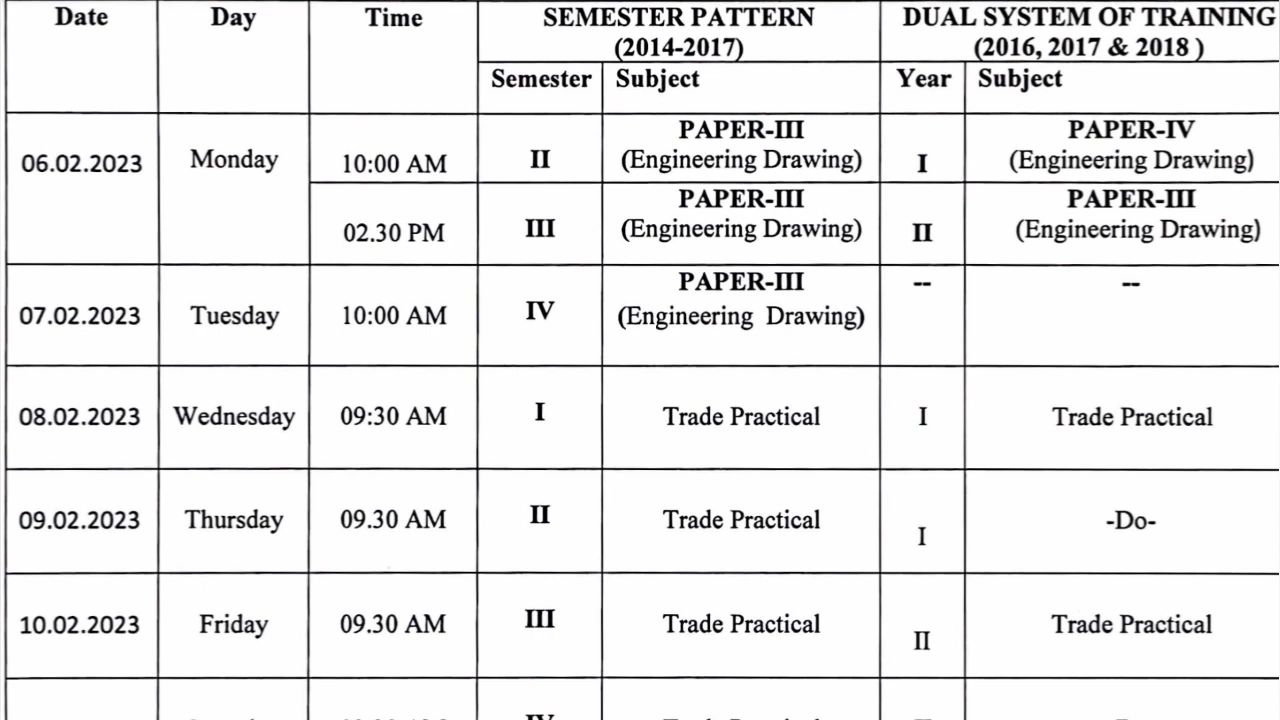 Date Day Time SEMESTER PATTERN DUAL SYSTEM OF TRAINING
(2014-2017) (2016, 2017 & 2018 )
Semester Subject Year Subject
PAPER-III PAPER-IV
06.02.2023 Monday 10:00 AM II (Engineering Drawing) I (Engineering Drawing)
PAPER-III PAPER-III
02.30 PM III (Engineering Drawing) II (Engineering Drawing)
PAPER-III -- --
07.02.2023 Tuesday 10:00 AM IV (Engineering Drawing)
08.02.2023 Wednesday 09:30 AM I Trade Practical I Trade Practical
09.02.2023 Thursday 09.30 AM II Trade Practical I -Do-
10.02.2023 Friday 09.30 AM III Trade Practical II Trade Practical
IV Trade Practical